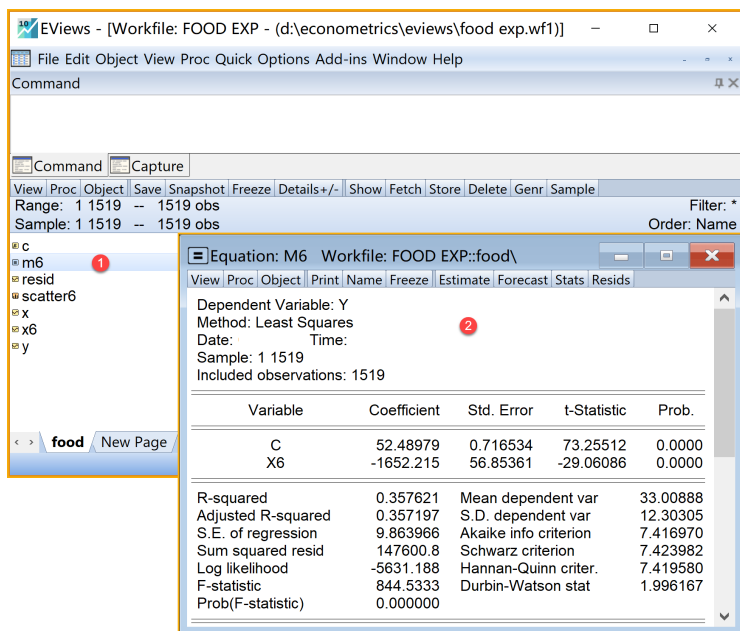 EViews - [Workfile: FOOD EXP - (d:\econometrics\eviews\food exp.wf1)]
File Edit Object View Proc Quick Options Add-ins Window Help
Command
Command Capture
View Proc Object Save Snapshot Freeze Details+/- Show Fetch Store Delete Genr Sample
Range: 1 1519 -- 1519 obs Filter: *
Sample: 1 1519 -- 1519 obs Order: Name
c
m6 1
resid
scatter6
x
x6
y
food New Page
Equation: M6 Workfile: FOOD EXP::food\
View Proc Object Print Name Freeze Estimate Forecast Stats Resids
Dependent Variable: Y
Method: Least Squares 2
Date: Time:
Sample: 1 1519
Included observations: 1519
Variable Coefficient Std. Error t-Statistic Prob.
C 52.48979 0.716534 73.25512 0.0000
X6 -1652.215 56.85361 -29.06086 0.0000
R-squared 0.357621 Mean dependent var 33.00888
Adjusted R-squared 0.357197 S.D. dependent var 12.30305
S.E. of regression 9.863966 Akaike info criterion 7.416970
Sum squared resid 147600.8 Schwarz criterion 7.423982
Log likelihood -5631.188 Hannan-Quinn criter. 7.419580
F-statistic 844.5333 Durbin-Watson stat 1.996167
Prob(F-statistic) 0.000000